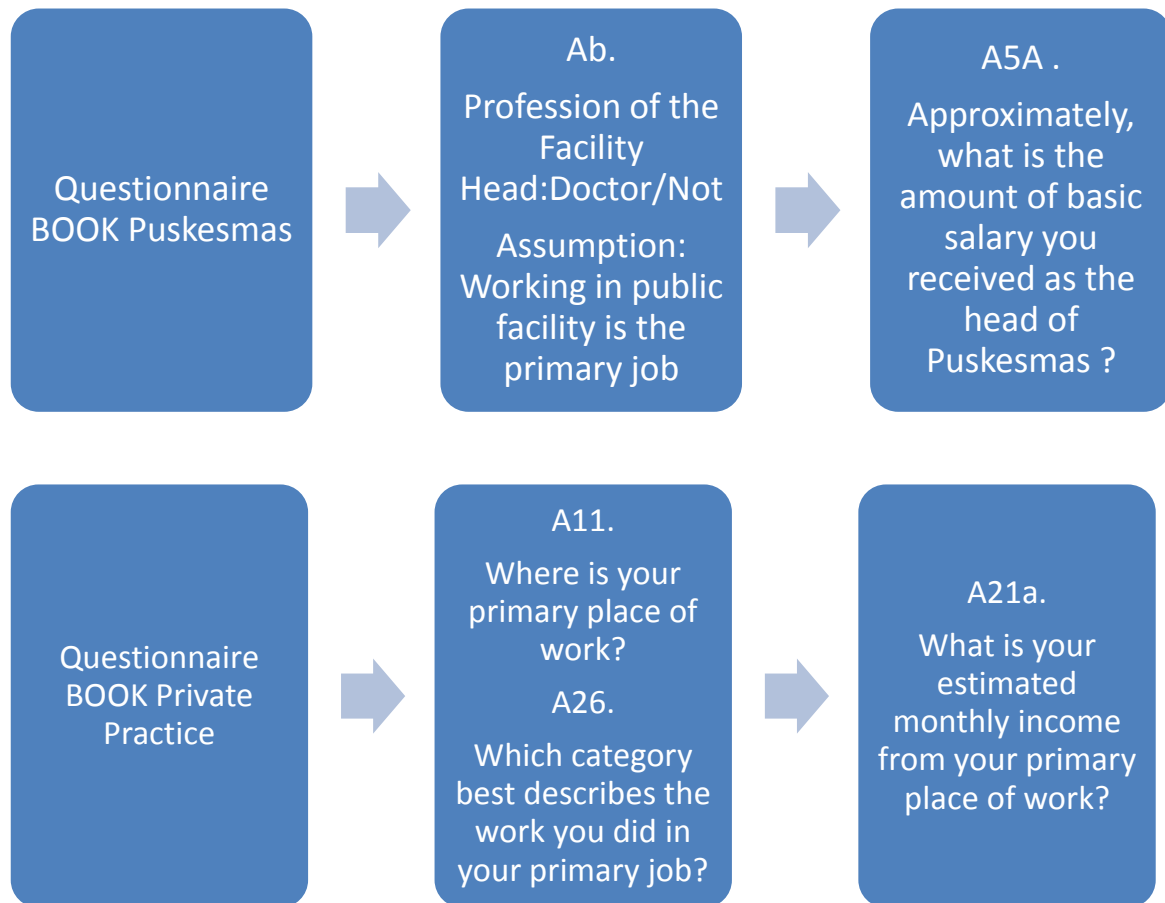 Questionnaire
BOOK Puskesmas
Ab.
Profession of the
Facility
Head:Doctor/Not
Assumption:
Working in public
facility is the
primary job
A5A .
Approximately,
what is the
amount of basic
salary you
received as the
head of
Puskesmas ?
Questionnaire
BOOK Private
Practice
A11.
Where is your
primary place of
work?
A26.
Which category
best describes the
work you did in
your primary job?
A21a.
What is your
estimated
monthly income
from your primary
place of work?